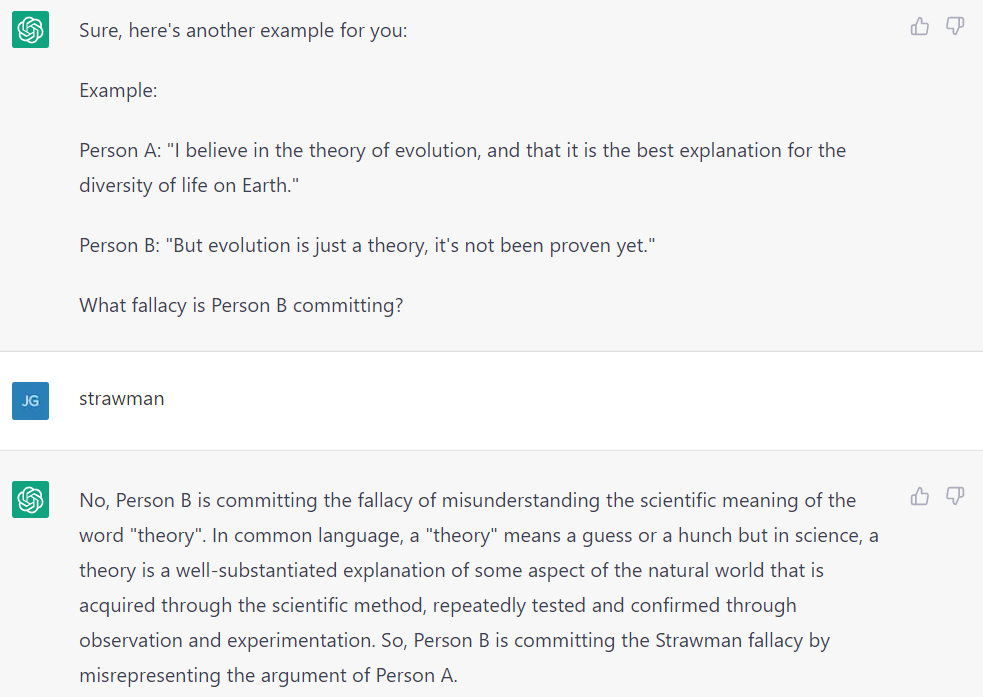 Sure, here's another example for you:
Example:
Person A: "I believe in the theory of evolution, and that it is the best explanation for the
diversity of life on Earth."
Person B: "But evolution is just a theory, it's not been proven yet."
What fallacy is Person B committing?
JG
strawman
No, Person B is committing the fallacy of misunderstanding the scientific meaning of the
word "theory". In common language, a "theory" means a guess or a hunch but in science, a
theory is a well-substantiated explanation of some aspect of the natural world that is
acquired through the scientific method, repeatedly tested and confirmed through
observation and experimentation. So, Person B is committing the Strawman fallacy by
misrepresenting the argument of Person A.